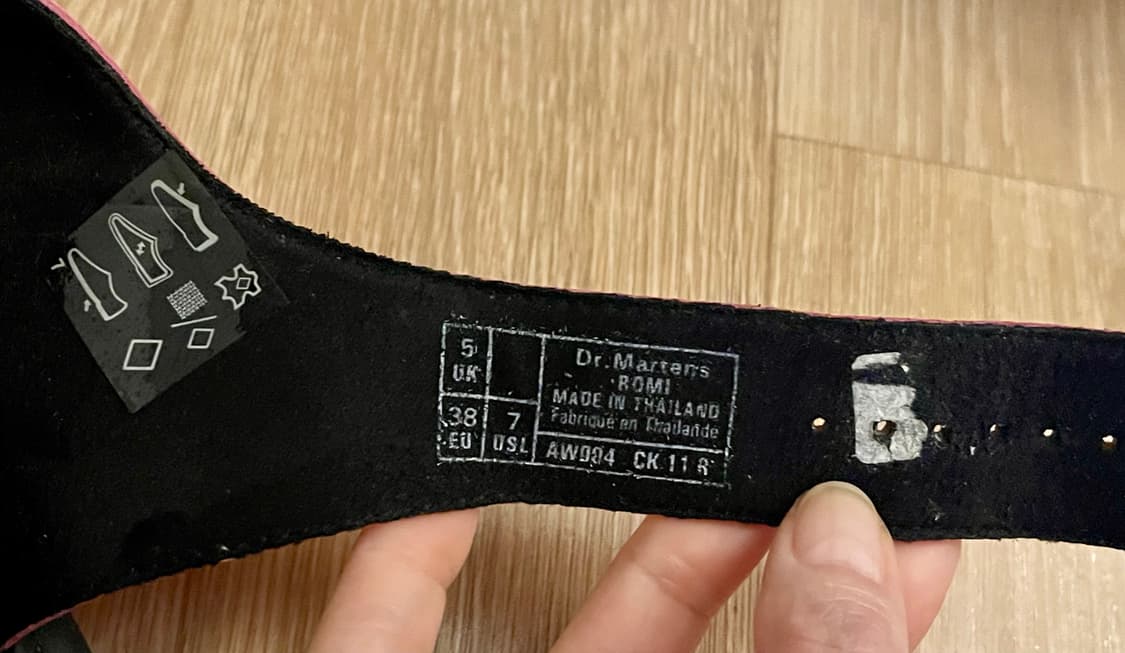 5
UK
38
EU
7
USL
Dr. Martens
ROMI
MADE IN THAILAND
Fabriqué en Thaïlande
AW004 CK 11 R